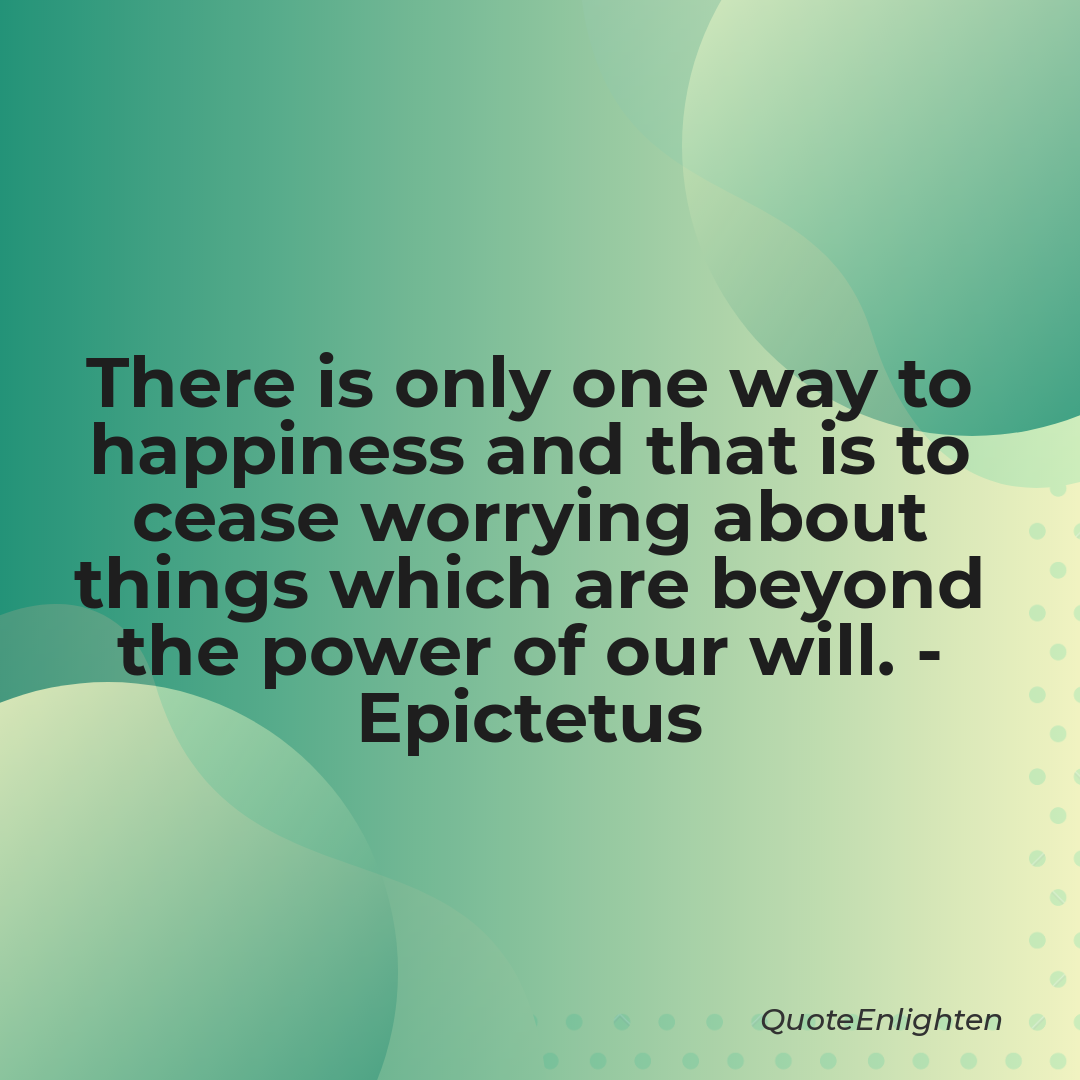 There is only one way to
happiness and that is to
cease worrying about
things which are beyond
the power of our will. -
Epictetus
QuoteEnlighten